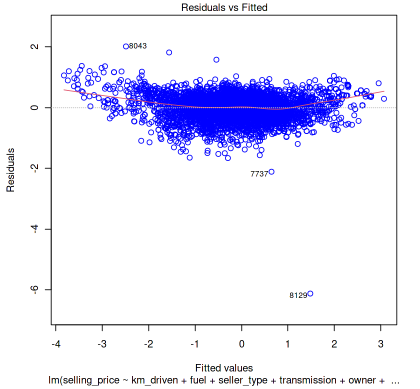 Residuals vs Fitted
Residuals
2
0
-2
-4
-6
8043
7737
8129
-4 -3 -2 -1 0 1 2 3
Fitted values
lm(selling_price ~ km_driven + fuel + seller_type + transmission + owner + ...